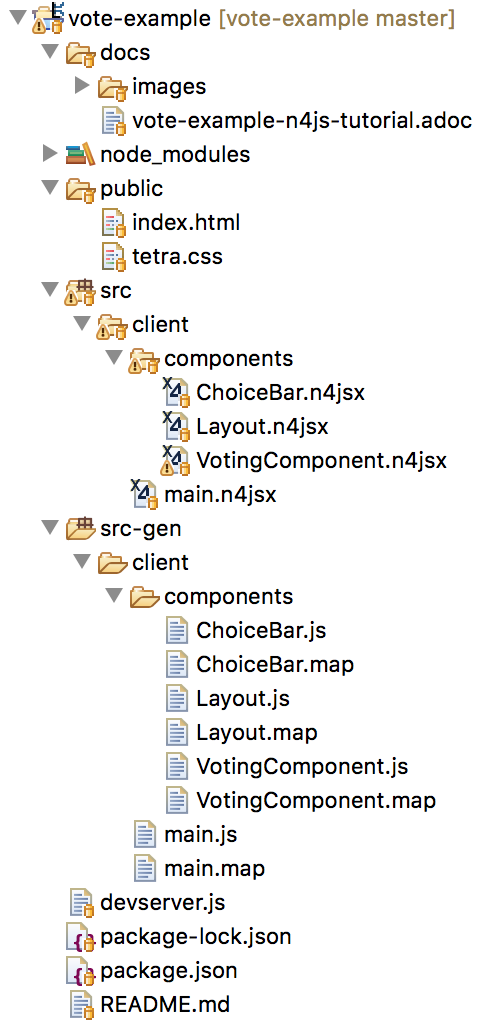 vote-example [vote-example master]
docs
images
vote-example-n4js-tutorial.adoc
node_modules
public
index.html
tetra.css
src
client
components
ChoiceBar.n4jsx
Layout.n4jsx
VotingComponent.n4jsx
main.n4jsx
src-gen
client
components
ChoiceBar.js
ChoiceBar.map
Layout.js
Layout.map
VotingComponent.js
VotingComponent.map
main.js
main.map
devserver.js
package-lock.json
package.json
README.md